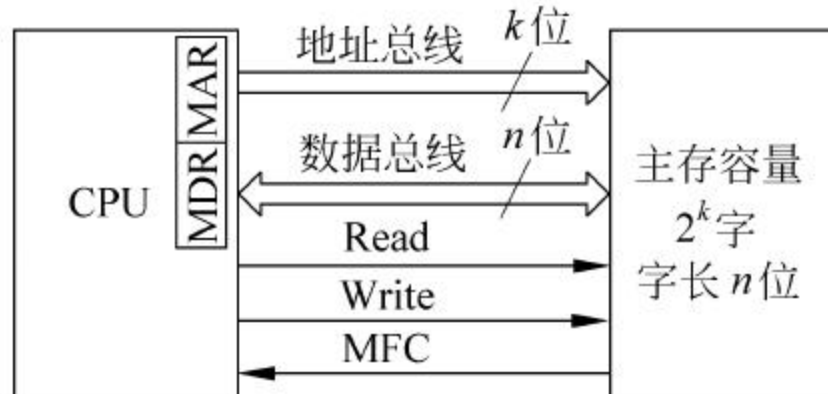 CPU
MAR
MDR
地址总线
k位
数据总线
n位
Read
Write
MFC
主存容量
2^k字
字长 n位